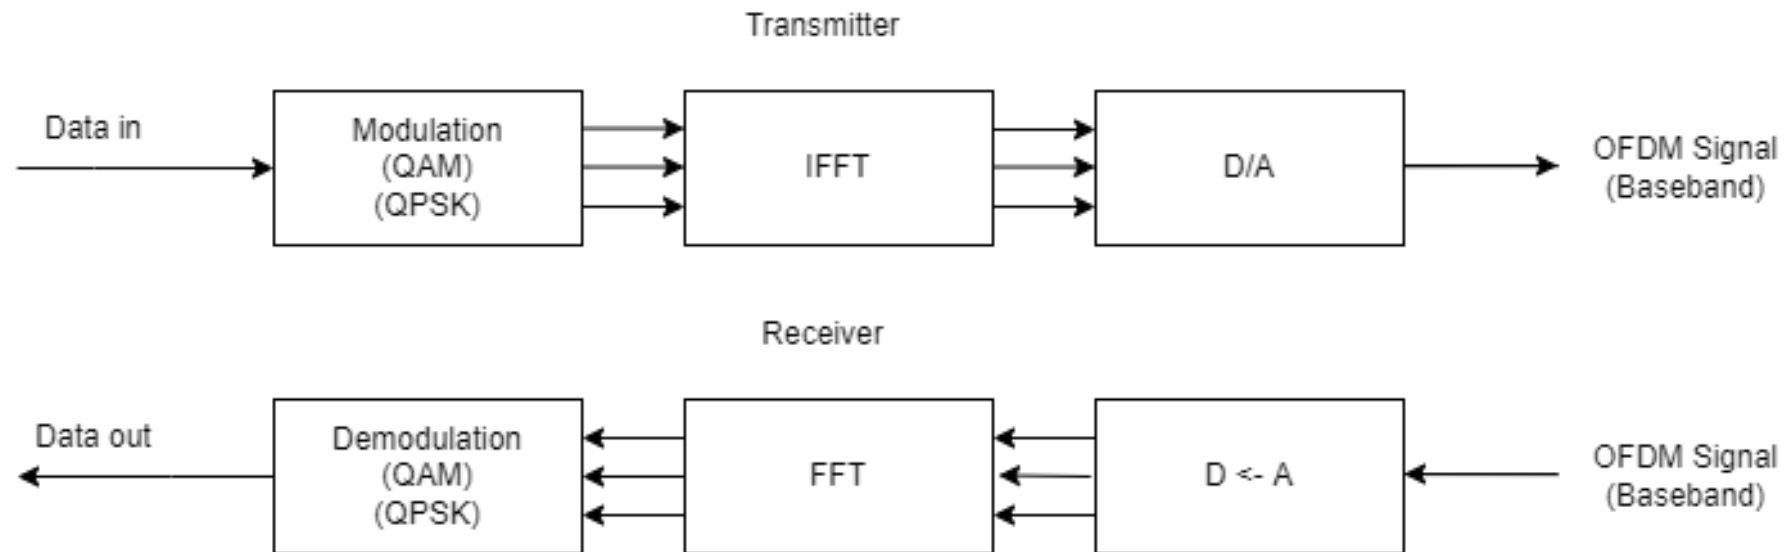 Transmitter
Data in
Modulation
(QAM)
(QPSK)
IFFT
D/A
OFDM Signal
(Baseband)
Receiver
Data out
Demodulation
(QAM)
(QPSK)
FFT
D <- A
OFDM Signal
(Baseband)